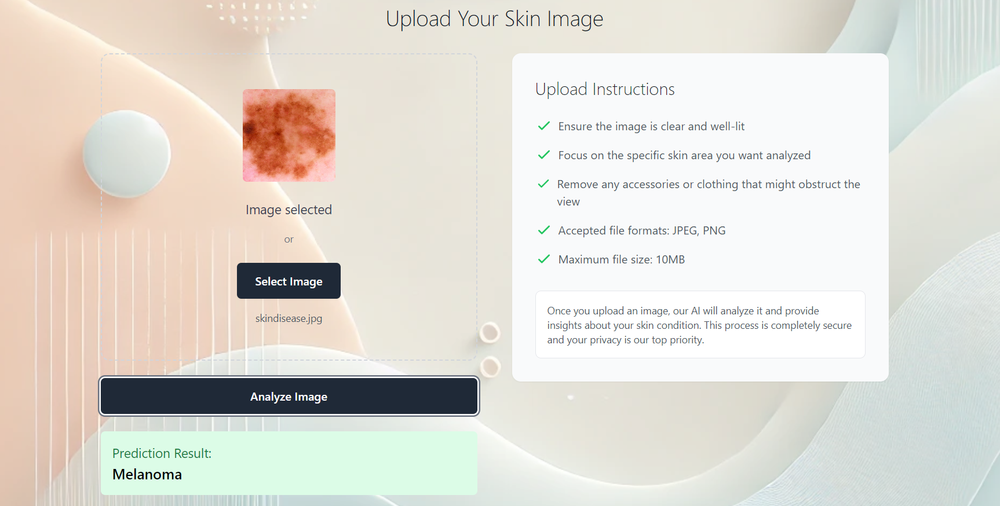 Upload Your Skin Image
Image selected
or
Select Image
skindisease.jpg
Analyze Image
Prediction Result:
Melanoma
Upload Instructions
Ensure the image is clear and well-lit
Focus on the specific skin area you want analyzed
Remove any accessories or clothing that might obstruct the
view
Accepted file formats: JPEG, PNG
Maximum file size: 10MB
Once you upload an image, our AI will analyze it and provide
insights about your skin condition. This process is completely secure
and your privacy is our top priority.